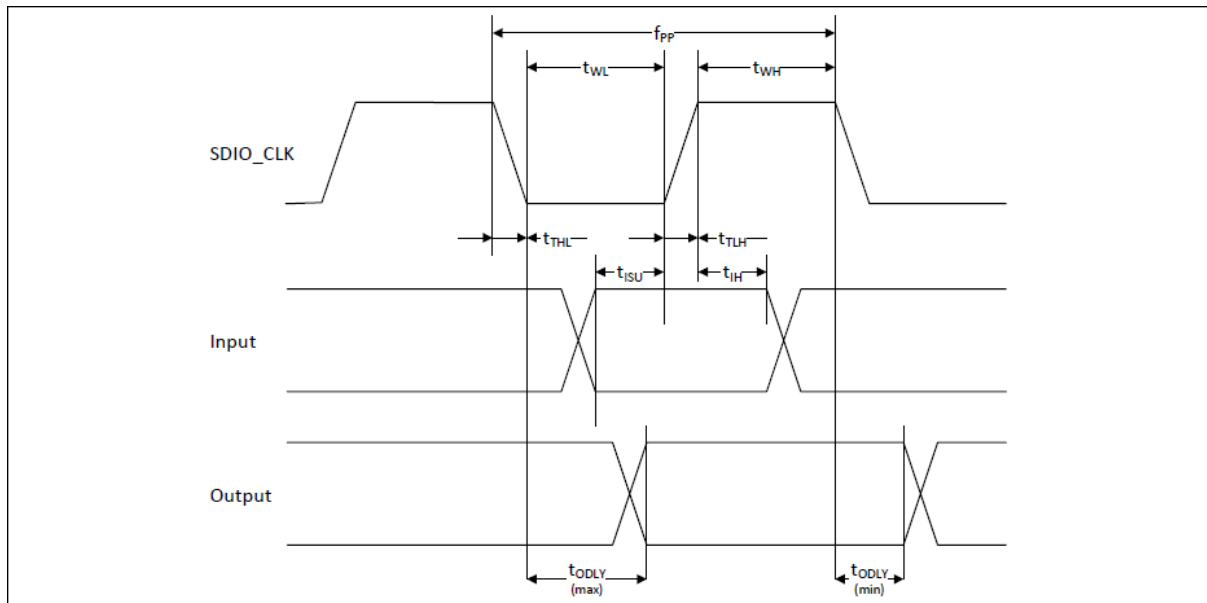 fPP
tWL
tWH
SDIO_CLK
tTHL
tTLH
tISU
tIH
Input
Output
tODLY
(max)
tODLY
(min)